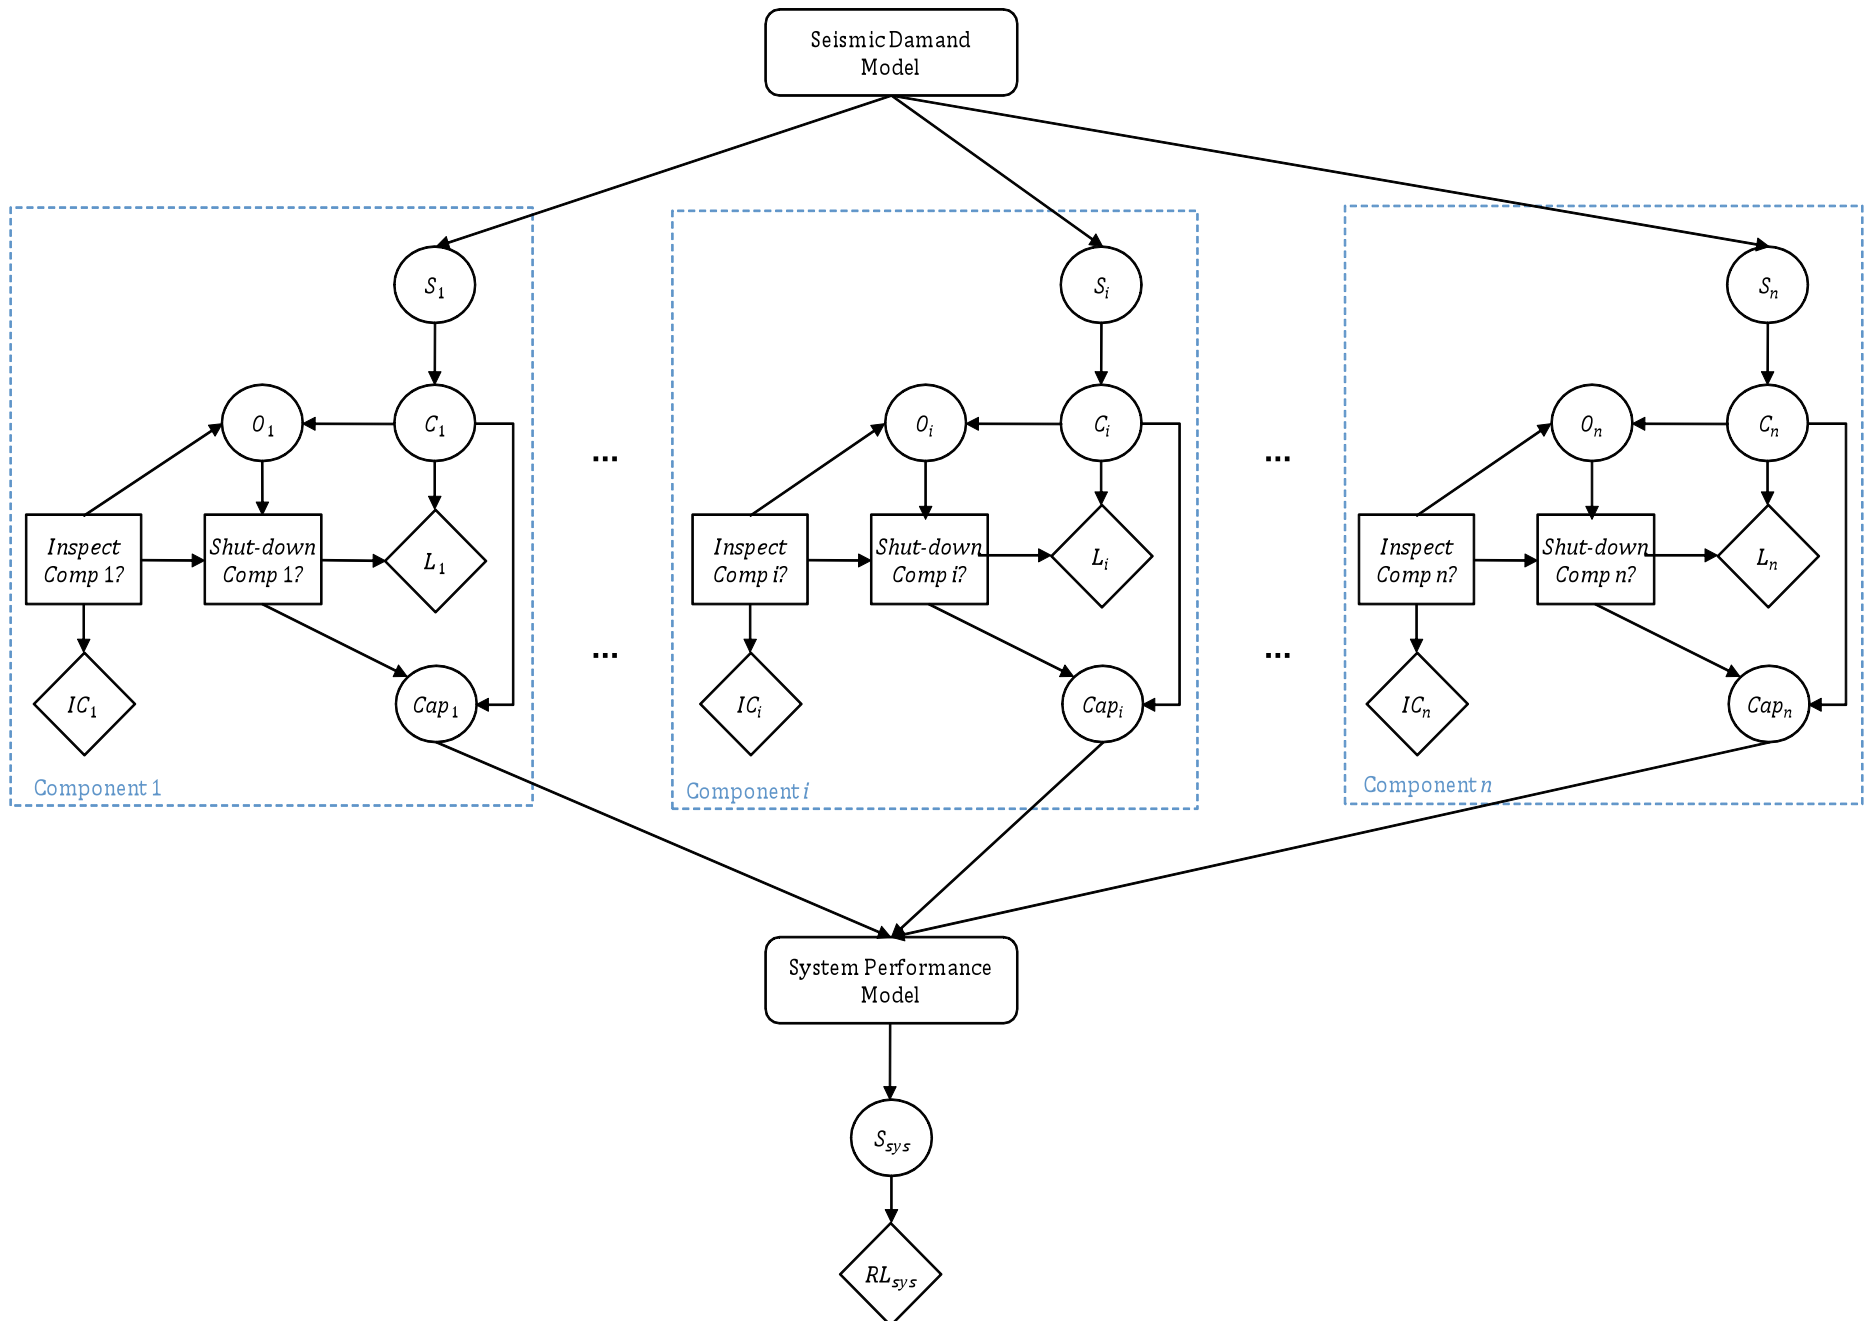 Seismic Damand
Model
S1
Si
Sn
O1
C1
Oi
Ci
On
Cn
...
...
Inspect
Comp 1?
Shut-down
Comp 1?
L1
Inspect
Comp i?
Shut-down
Comp i?
Li
Inspect
Comp n?
Shut-down
Comp n?
Ln
...
...
IC1
Cap1
ICi
Capi
ICn
Capn
Component 1
Component i
Component n
System Performance
Model
Ssys
RLsys